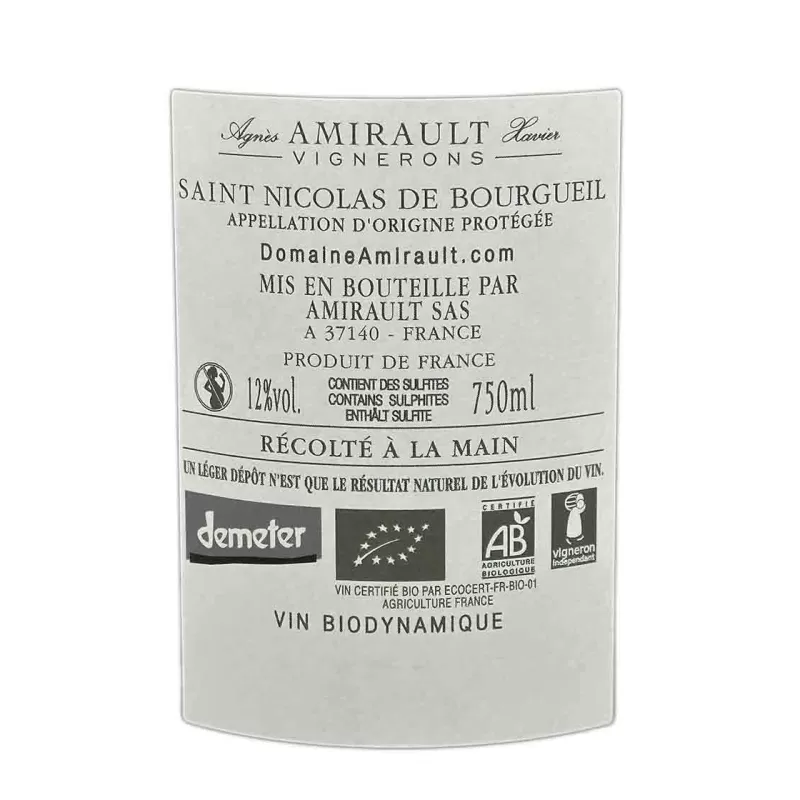 Agnès AMIRAULT Xavier
VIGNERONS
SAINT NICOLAS DE BOURGUEIL
APPELLATION D'ORIGINE PROTÉGÉE
DomaineAmirault.com
MIS EN BOUTEILLE PAR
AMIRAULT SAS
A 37140 - FRANCE
PRODUIT DE FRANCE
12%vol.
CONTIENT DES SULFITES
CONTAINS SULPHITES
ENTHÄLT SULFITE
750ml
RÉCOLTÉ À LA MAIN
UN LÉGER DÉPÔT N'EST QUE LE RÉSULTAT NATUREL DE L'ÉVOLUTION DU VIN.
demeter
CERTIFIÉ
AB
AGRICULTURE
BIOLOGIQUE
vigneron
indépendant
VIN CERTIFIÉ BIO PAR ECOCERT-FR-BIO-01
AGRICULTURE FRANCE
VIN BIODYNAMIQUE